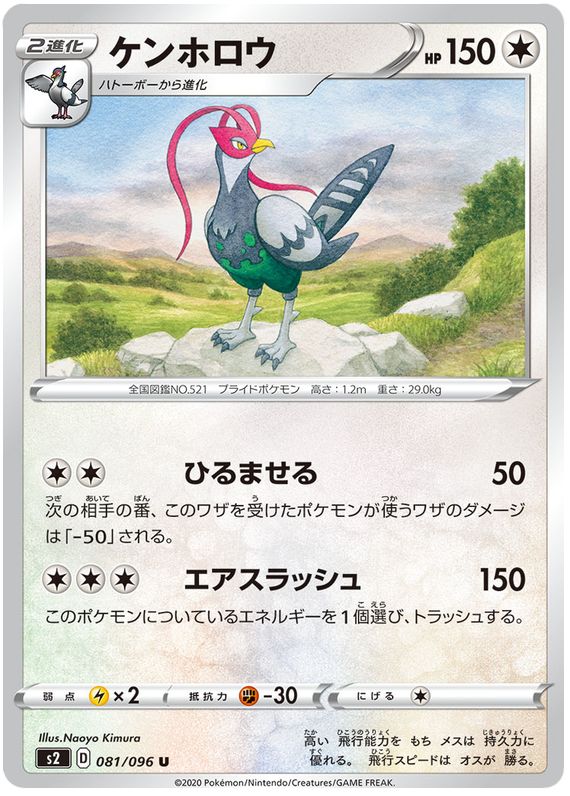 2進化
ケンホロウ
HP 150
ハトーボーから進化
全国図鑑NO.521 プライドポケモン 高さ：1.2m 重さ：29.0kg
ひるませる 50
次の相手の番、このワザを受けたポケモンが使うワザのダメージ
は「-50」される。
エアスラッシュ 150
このポケモンについているエネルギーを1個選び、トラッシュする。
弱点 ×2 抵抗力 -30 にげる
Illus.Naoyo Kimura
s2 D 081/096 U
高い 飛行能力を もち メスは 持久力に
優れる。 飛行スピードは オスが 勝る。
©2020 Pokémon/Nintendo/Creatures/GAME FREAK.